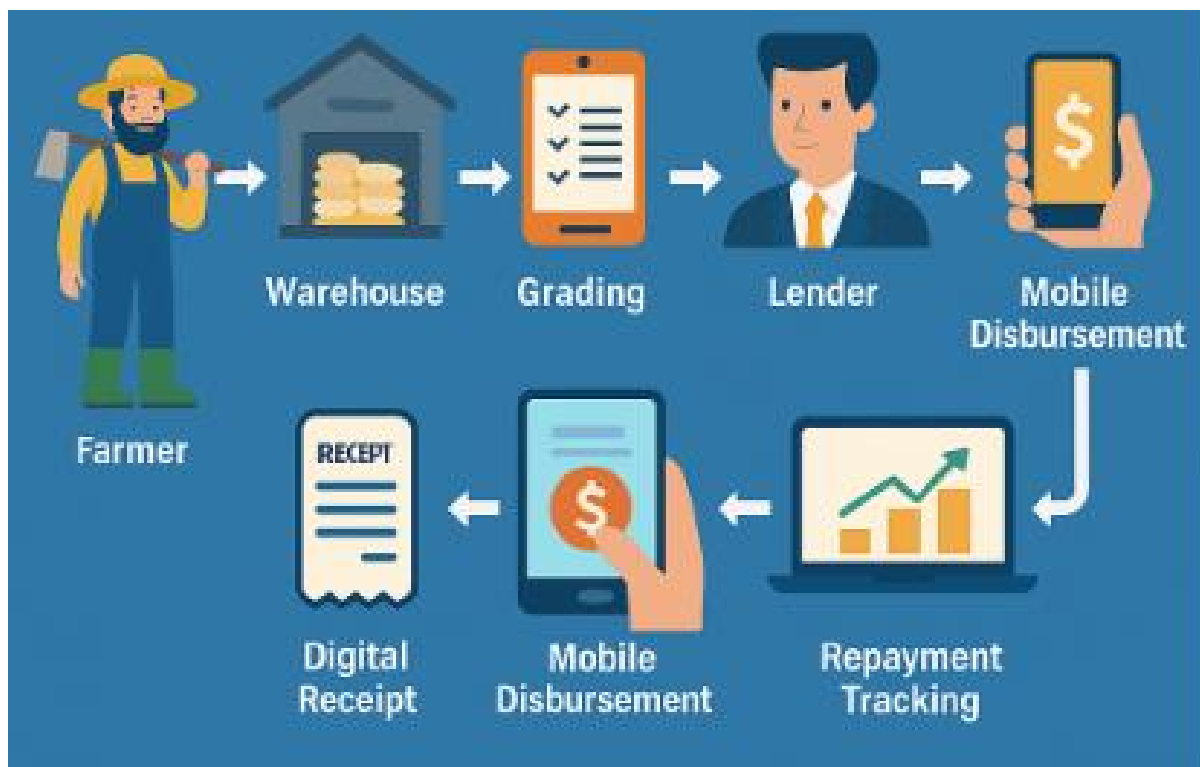 Warehouse
Grading
Lender
Mobile
Disbursement
Farmer
RECEPT
$
$
Digital
Receipt
Mobile
Disbursement
Repayment
Tracking